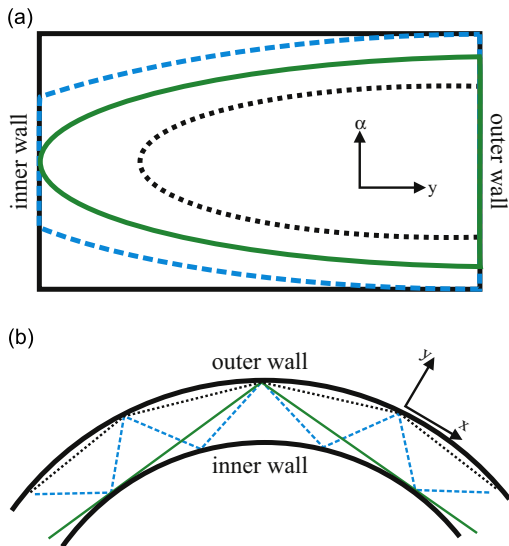 (a)
inner wall
α
y
outer wall
(b)
outer wall
y
x
inner wall